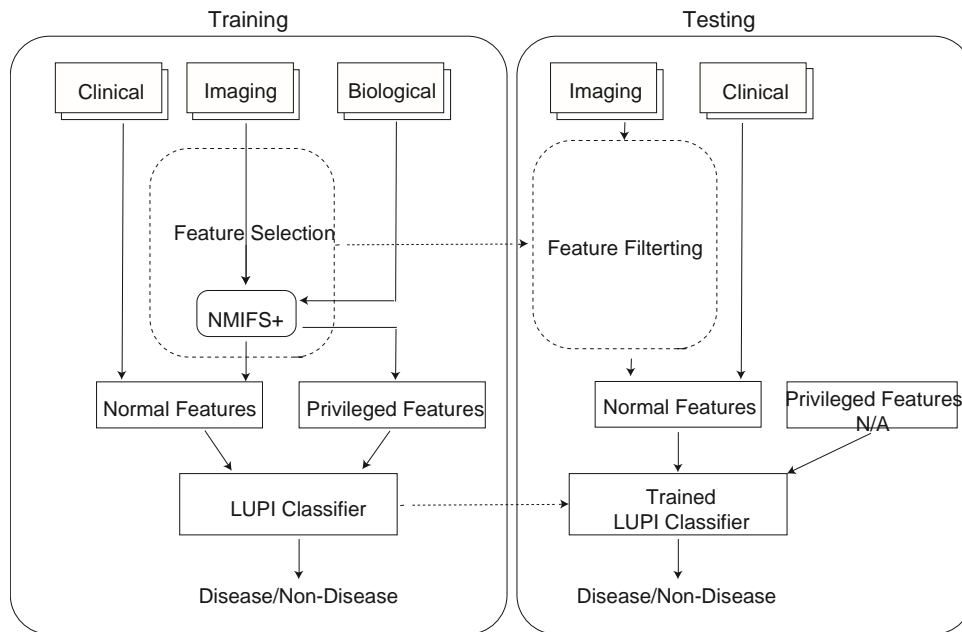 Training
Testing
Clinical
Imaging
Biological
Feature Selection
NMIFS+
Normal Features
Privileged Features
LUPI Classifier
Disease/Non-Disease
Imaging
Clinical
Feature Filterting
Normal Features
Privileged Features
N/A
Trained
LUPI Classifier
Disease/Non-Disease